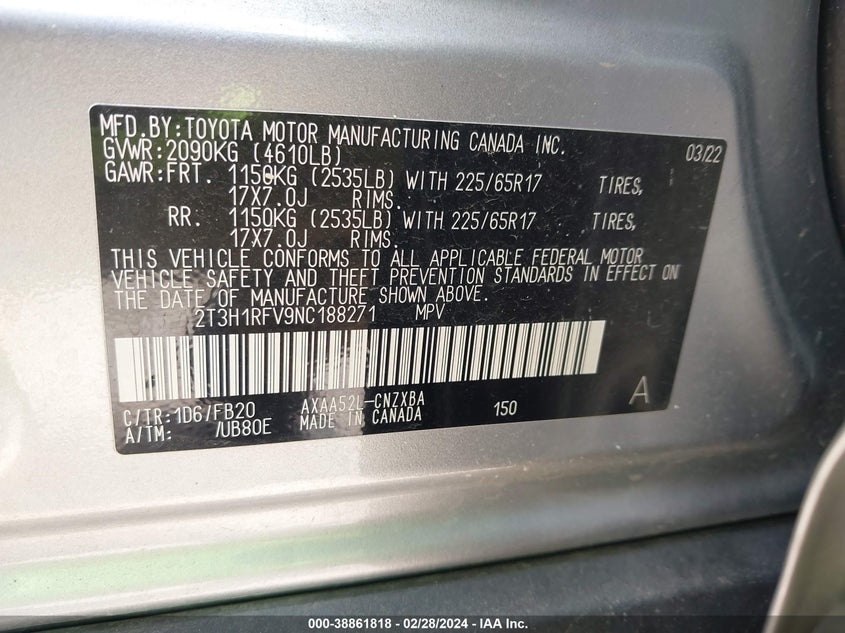 MFD.BY:TOYOTA MOTOR MANUFACTURING CANADA INC. 03/22
GVWR:2090KG (4610LB)
GAWR:FRT. 1150KG (2535LB) WITH 225/65R17 TIRES,
17X7.0J RIMS.
RR. 1150KG (2535LB) WITH 225/65R17 TIRES,
17X7.0J RIMS.
THIS VEHICLE CONFORMS TO ALL APPLICABLE FEDERAL MOTOR
VEHICLE SAFETY AND THEFT PREVENTION STANDARDS IN EFFECT ON
THE DATE OF MANUFACTURE SHOWN ABOVE.
2T3H1RFV9NC188271 MPV
C/TR:1D6/FB20 AXAA52L-CNZXBA 150 A
A/TM: /UB80E MADE IN CANADA
000-38861818 - 02/28/2024 - IAA Inc.